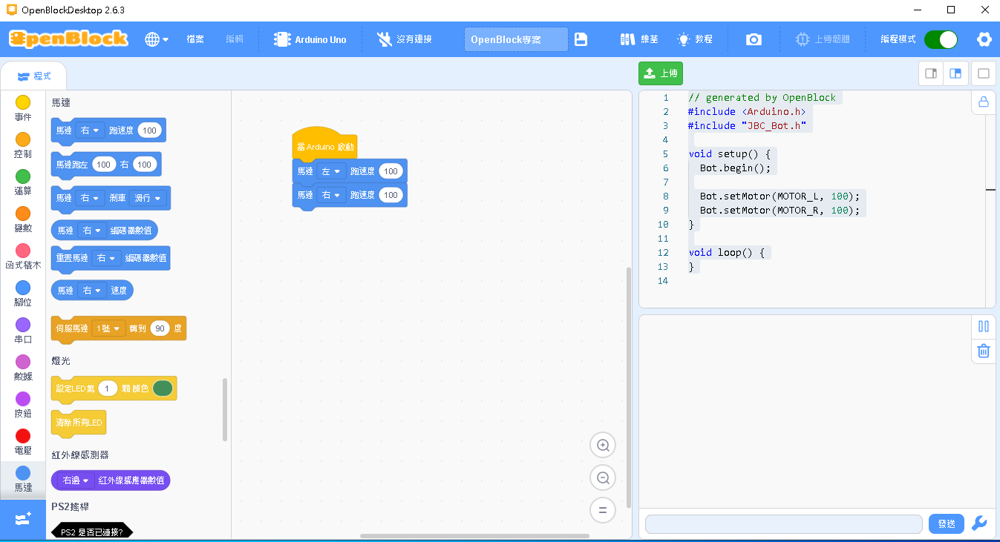 OpenBlockDesktop 2.6.3
OpenBlock
檔案
編輯
Arduino Uno
沒有連接
OpenBlock專案
維基
教程
上傳韌體
編程模式
程式
上傳
事件
控制
運算
變數
函式積木
腳位
串口
數據
按鈕
電壓
馬達
馬達
馬達 右 跑速度 100
馬達跑左 100 右 100
馬達 右 剎車 滑行
馬達 右 編碼器數值
重置馬達 右 編碼器數值
馬達 右 速度
伺服馬達 1號 轉到 90 度
燈光
設定LED第 1 顆 顏色
清除所有LED
紅外線感測器
右邊 紅外線感應器數值
PS2搖桿
PS2 是否已連接?
當 Arduino 啟動
馬達 左 跑速度 100
馬達 右 跑速度 100
1 // generated by OpenBlock
2 #include <Arduino.h>
3 #include "JBC_Bot.h"
4
5 void setup() {
6 Bot.begin();
7
8 Bot.setMotor(MOTOR_L, 100);
9 Bot.setMotor(MOTOR_R, 100);
10 }
11
12 void loop() {
13 }
14
發送